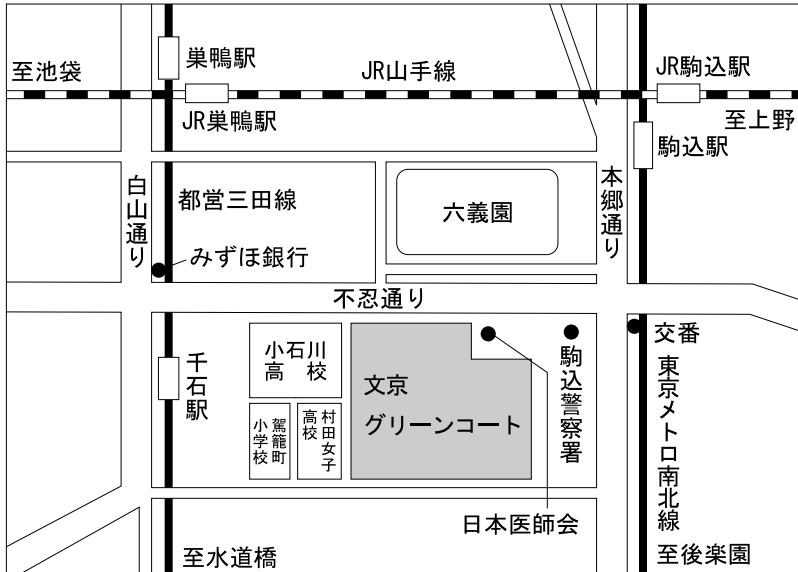 巣鴨駅
至池袋
JR山手線
JR駒込駅
JR巣鴨駅
至上野
駒込駅
白山通り
都営三田線
六義園
本郷通り
みずほ銀行
不忍通り
千石駅
小石川
高校
文京
グリーンコート
駒込警察署
交番
東京メトロ南北線
駕籠町
小学校
村田女子
高校
日本医師会
至水道橋
至後楽園